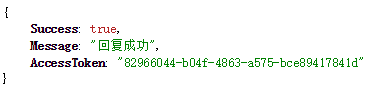 {
Success: true,
Message: "回复成功",
AccessToken: "82966044-b04f-4863-a575-bce89417841d"
}